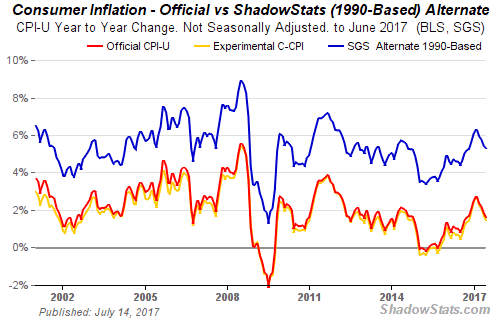 Consumer Inflation - Official vs ShadowStats (1990-Based) Alternate
CPI-U Year to Year Change. Not Seasonally Adjusted. to June 2017 (BLS, SGS)
Official CPI-U Experimental C-CPI SGS Alternate 1990-Based
10%
8%
6%
4%
2%
0%
-2%
2002 2005 2008 2011 2014 2017
Published: July 14, 2017
ShadowStats.com